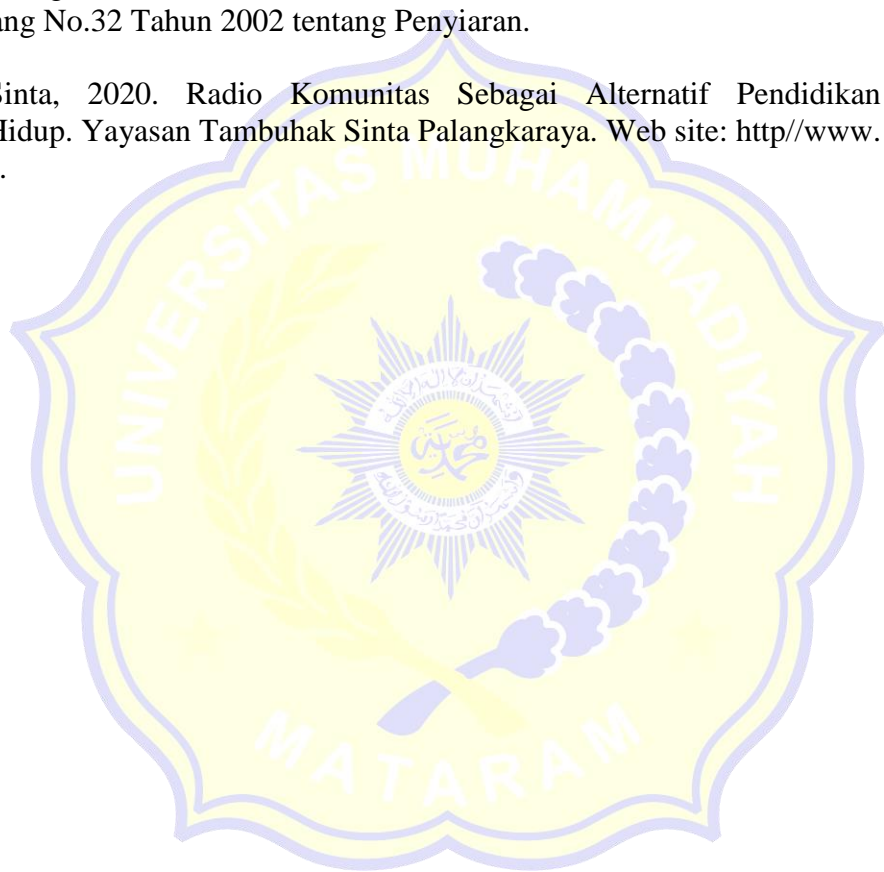 ang No.32 Tahun 2002 tentang Penyiaran.
Sinta, 2020. Radio Komunitas Sebagai Alternatif Pendidikan
Hidup. Yayasan Tambuhak Sinta Palangkaraya. Web site: http//www.
.
UNIVERSITAS MUHAMMADIYAH
MATARAM